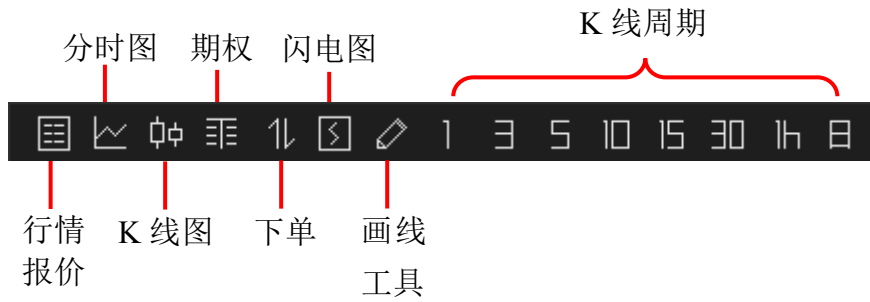 K 线周期
分时图 期权 闪电图
1 3 5 10 15 30 1h 日
行情 K 线图 下单 画线
报价 工具